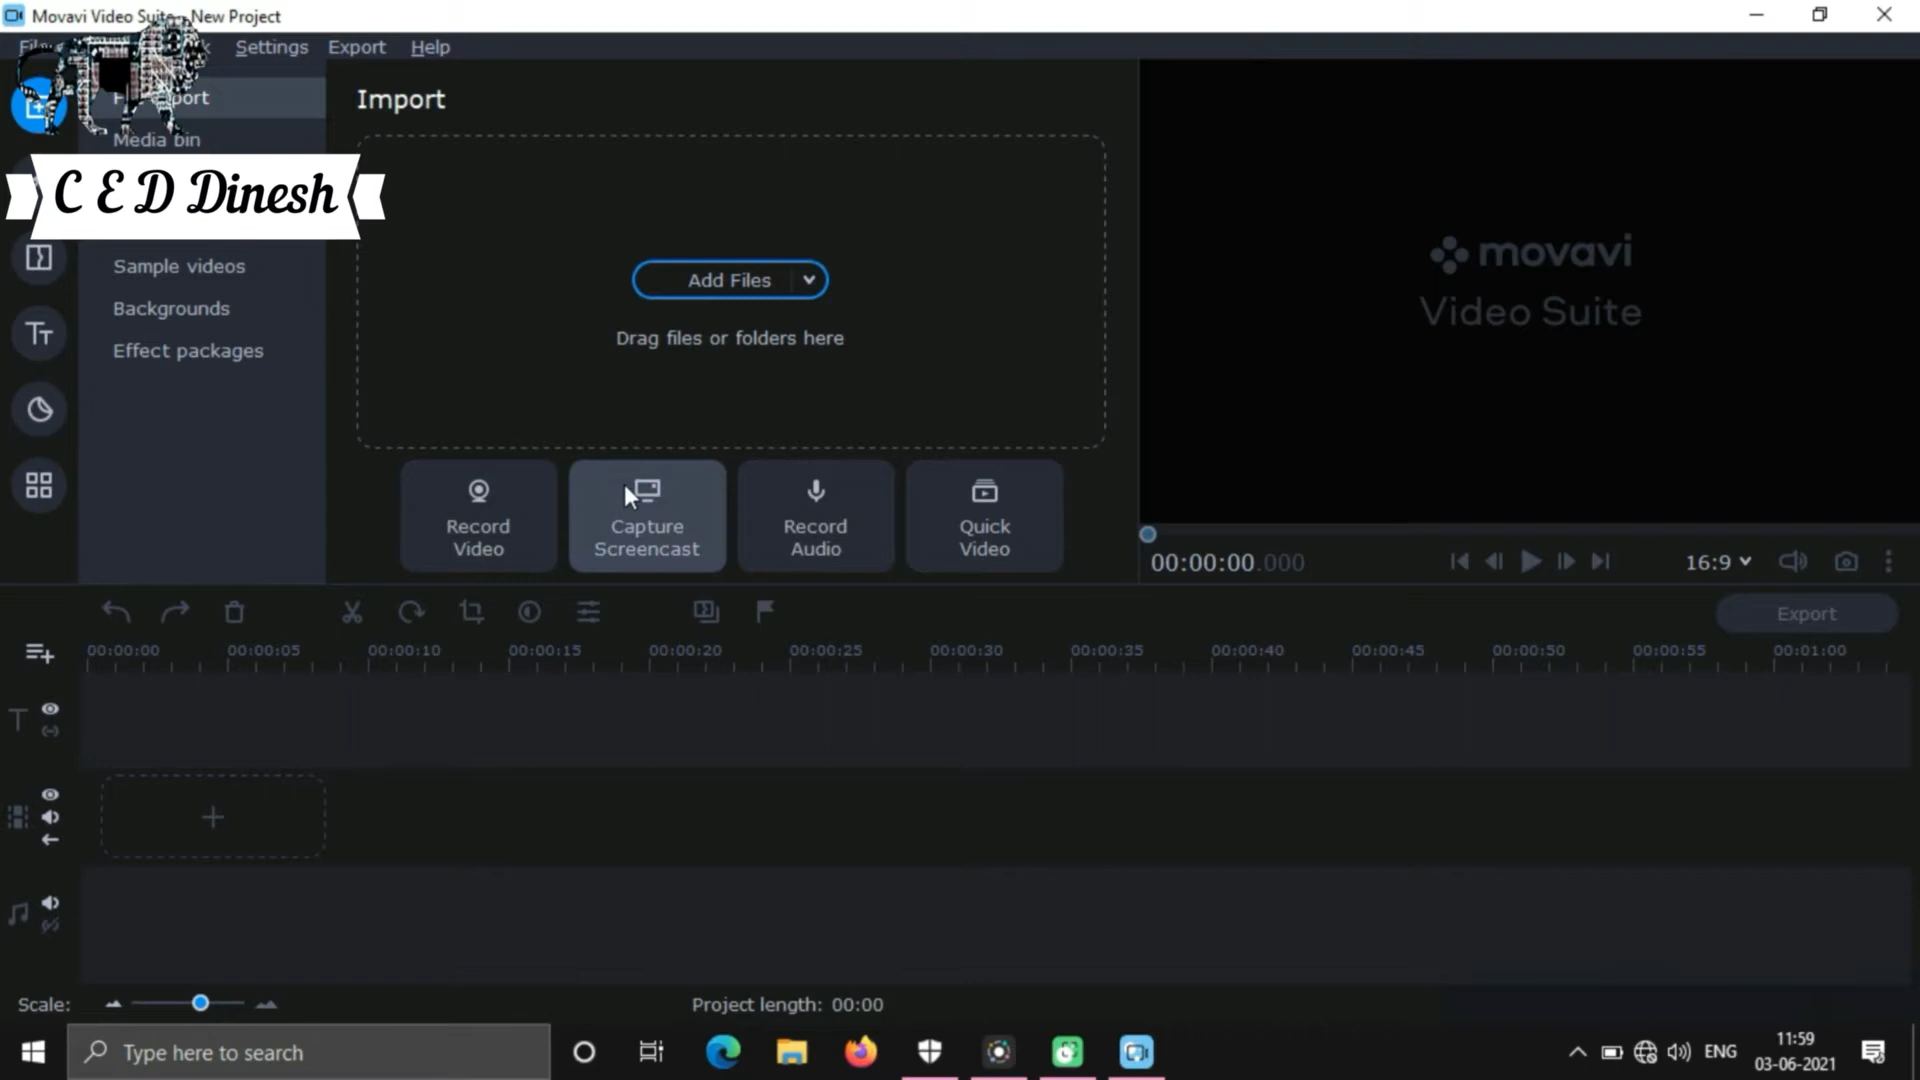 Movavi Video Suite - New Project
Settings Export Help
Import
Media bin
C E D Dinesh
Sample videos
Backgrounds
Effect packages
Add Files
Drag files or folders here
Record
Video
Capture
Screencast
Record
Audio
Quick
Video
movavi
Video Suite
00:00:00.000
16:9
Export
00:00:00 00:00:05 00:00:10 00:00:15 00:00:20 00:00:25 00:00:30 00:00:35 00:00:40 00:00:45 00:00:50 00:00:55 00:01:00
Scale:
Project length: 00:00
Type here to search
ENG
11:59
03-06-2021